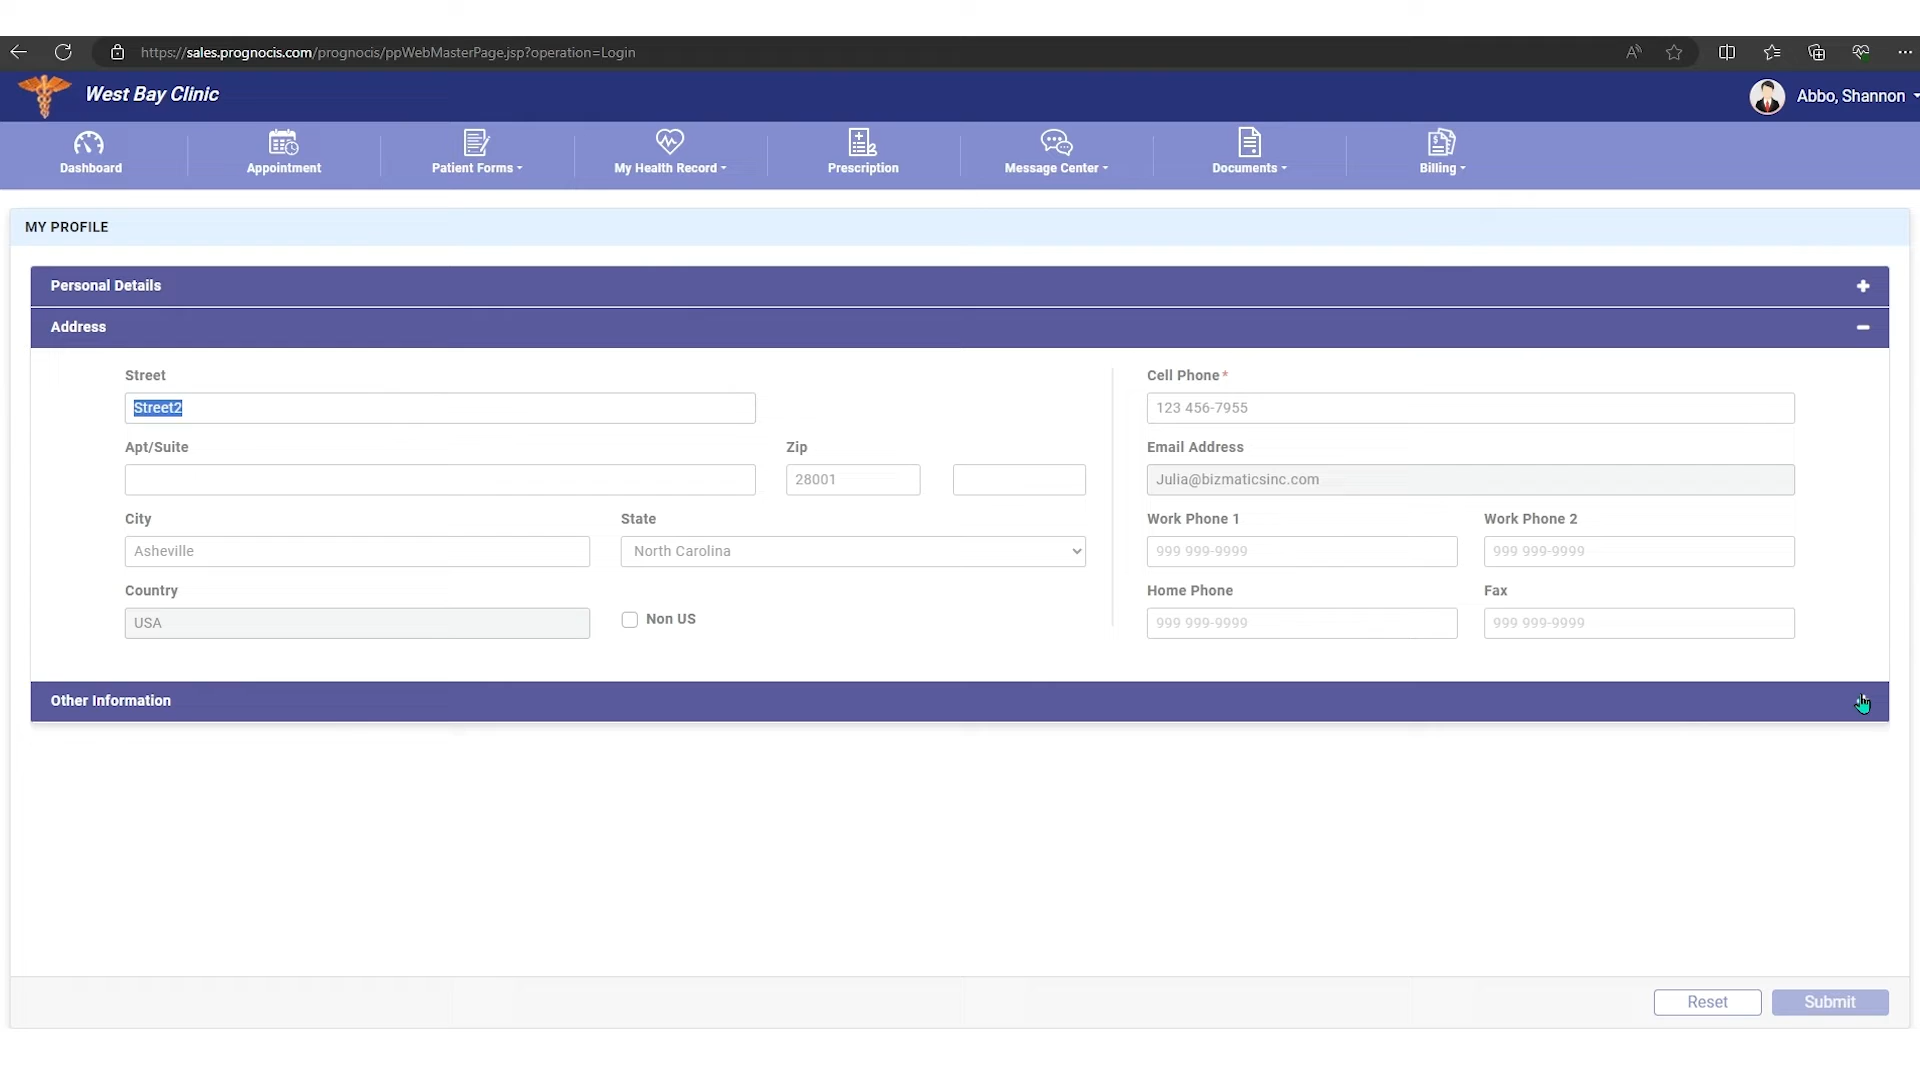 https://sales.prognocis.com/prognocis/ppWebMasterPage.jsp?operation=Login
West Bay Clinic
Abbo, Shannon
Dashboard
Appointment
Patient Forms
My Health Record
Prescription
Message Center
Documents
Billing
MY PROFILE
Personal Details
Address
Street
Street2
Apt/Suite
Zip
28001
City
State
Asheville
North Carolina
Country
USA
Non US
Cell Phone*
123 456-7955
Email Address
Julia@bizmaticsinc.com
Work Phone 1
Work Phone 2
999 999-9999
999 999-9999
Home Phone
Fax
999 999-9999
999 999-9999
Other Information
Reset
Submit